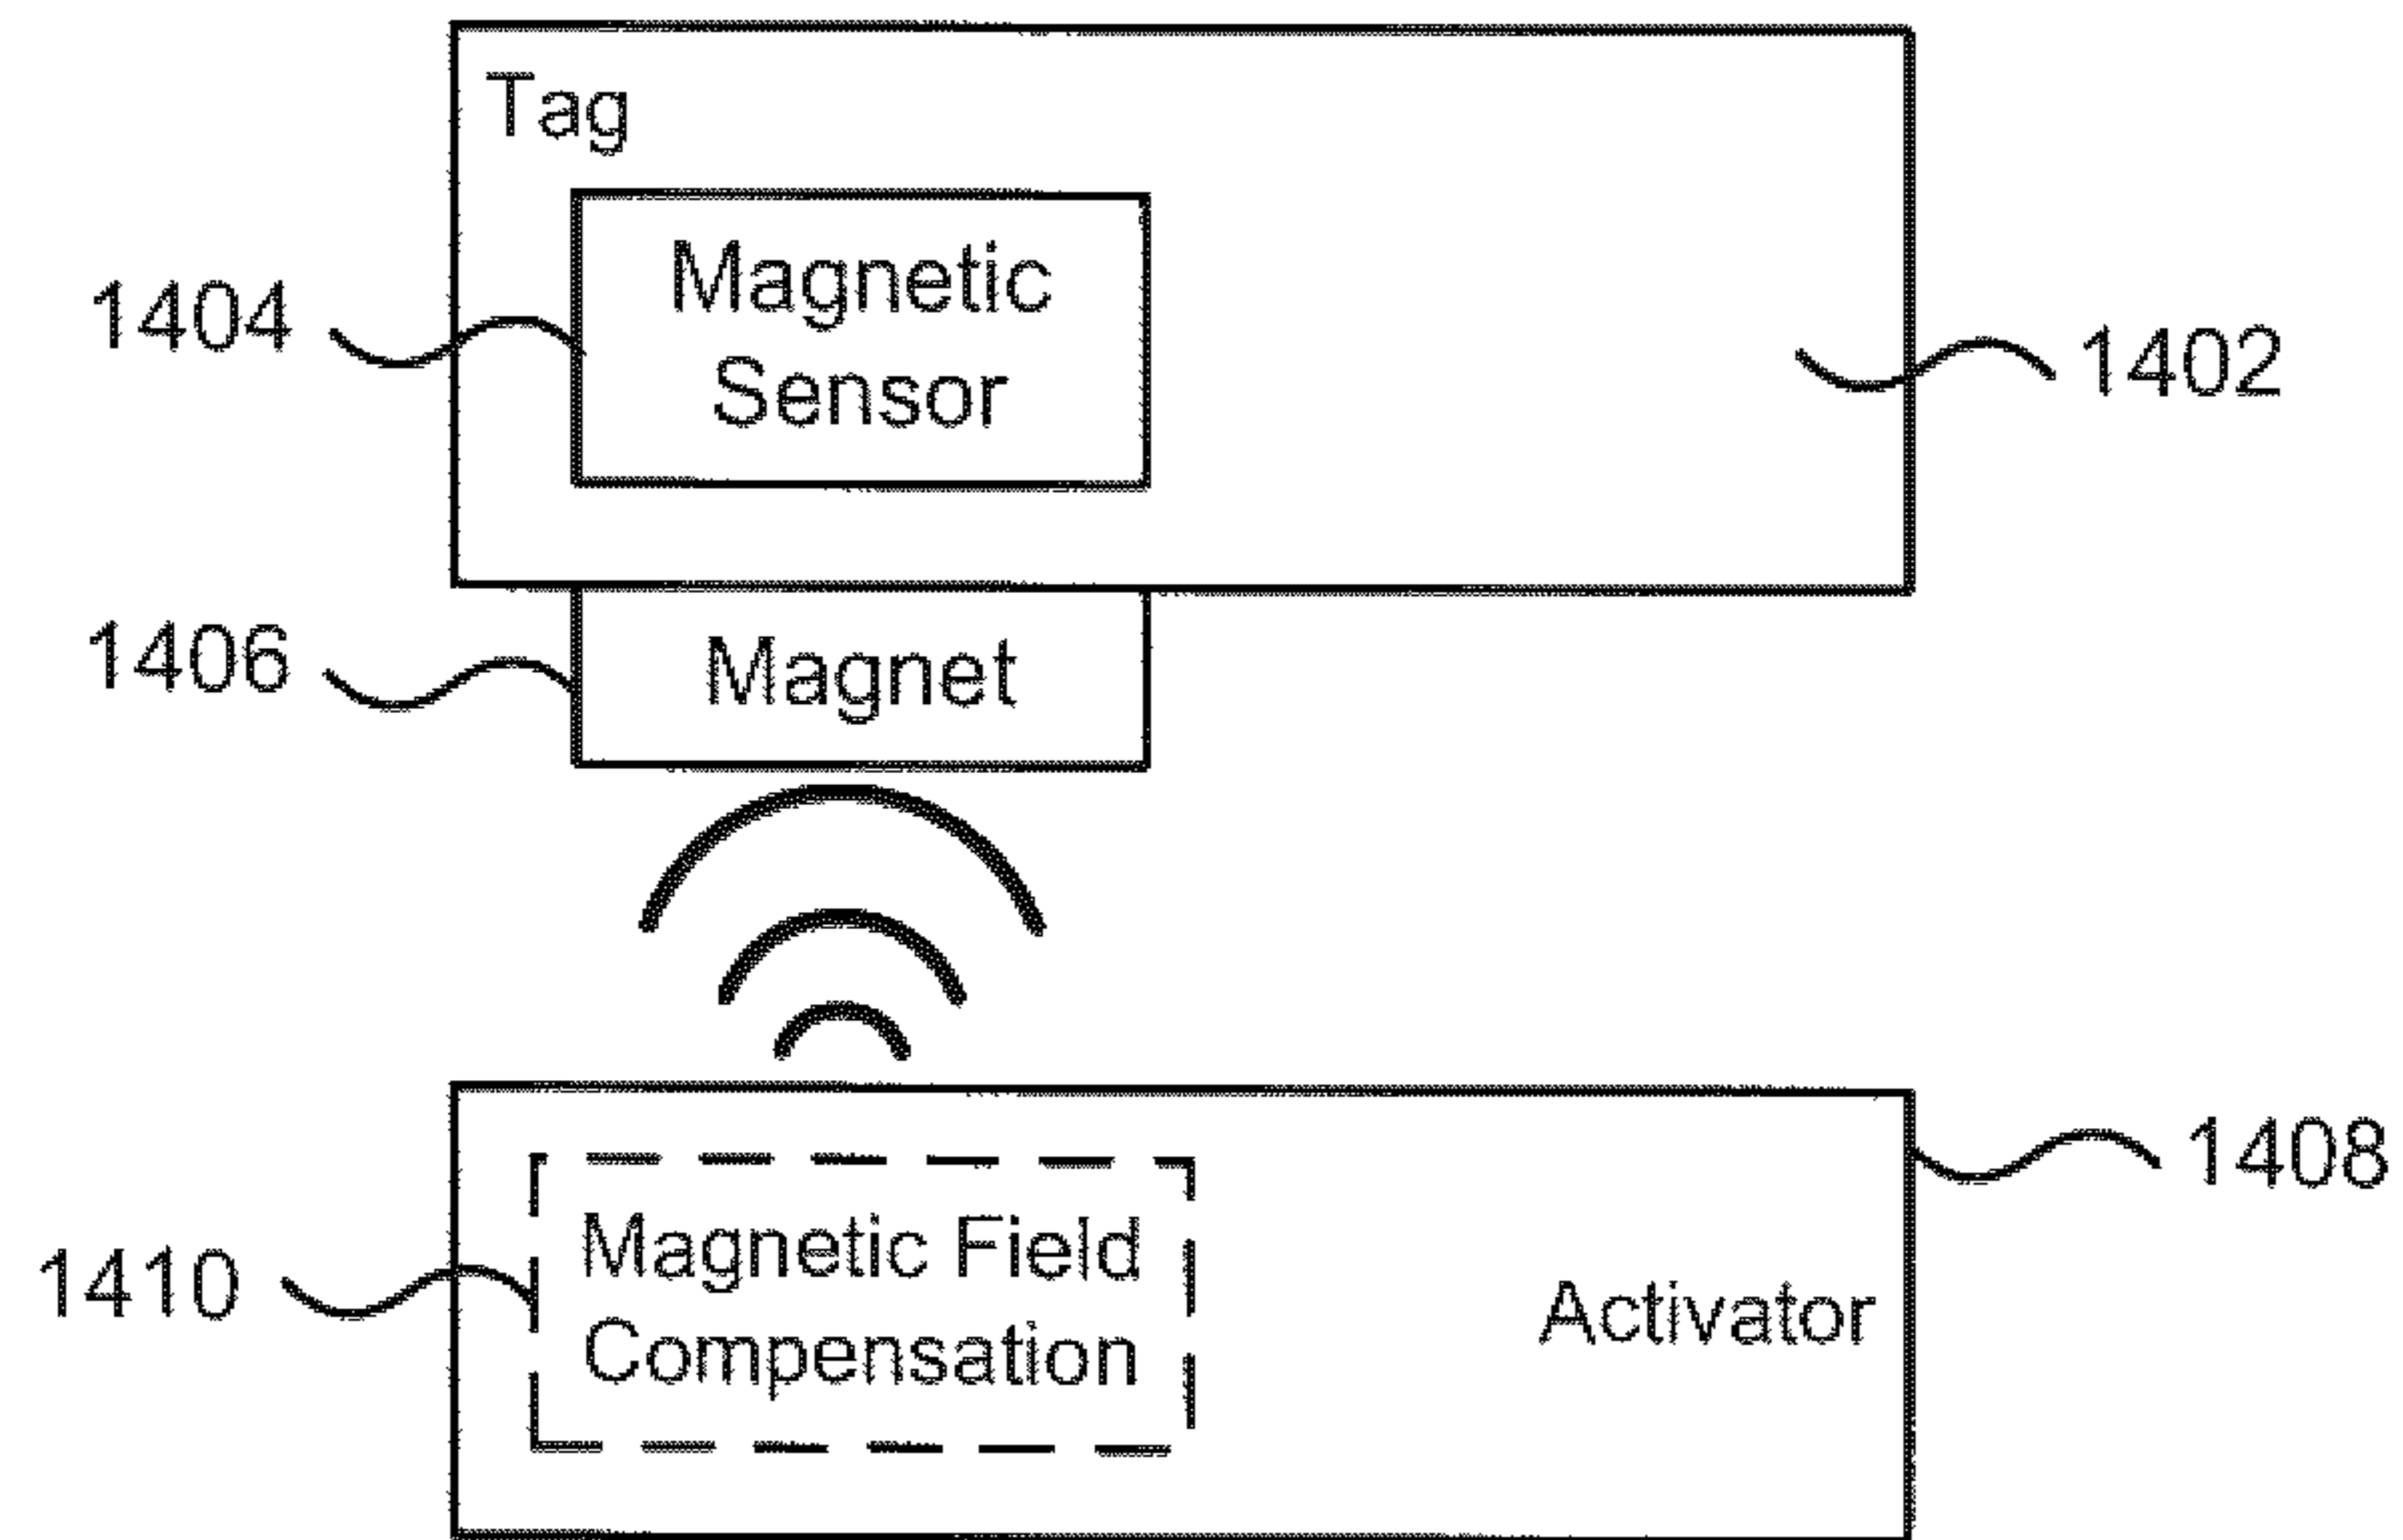 Tag
Magnetic
Sensor
1404
1402
1406
Magnet
1408
Magnetic Field
Compensation
1410
Activator